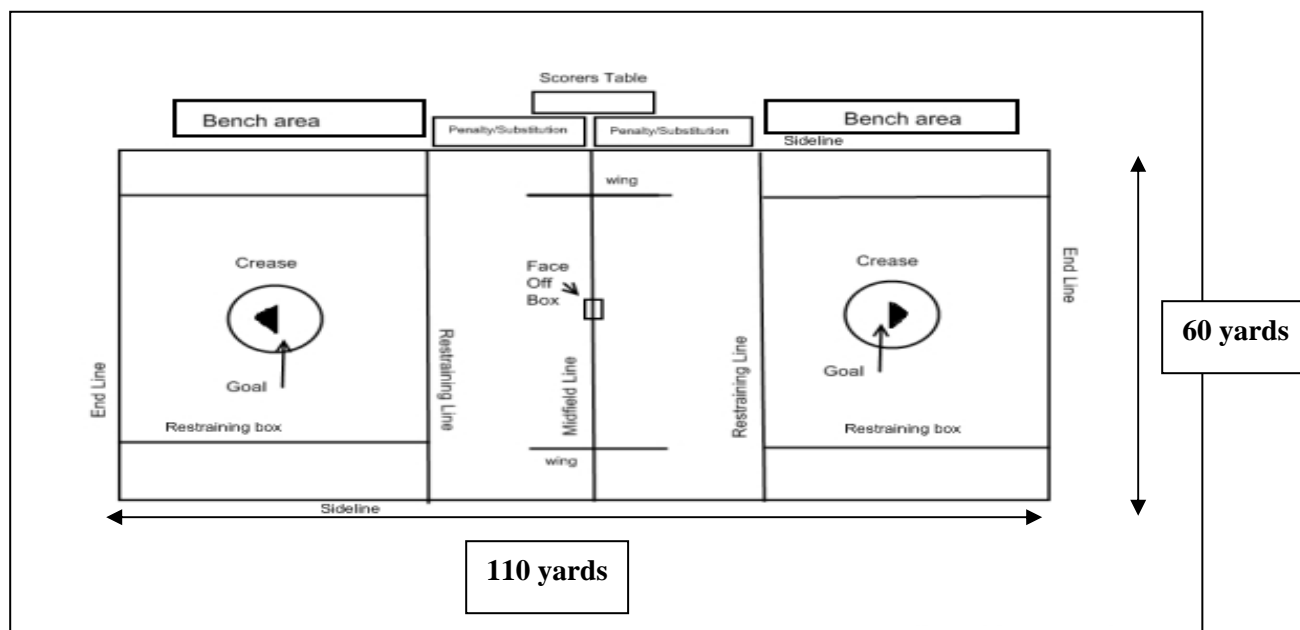 Scorers Table
Bench area
Penalty/Substitution
Penalty/Substitution
Bench area
Sideline
wing
Crease
Face
Off
Box
Crease
End Line
60 yards
Goal
Restraining Line
Midfield Line
Restraining Line
Goal
End Line
Restraining box
Restraining box
wing
Sideline
110 yards